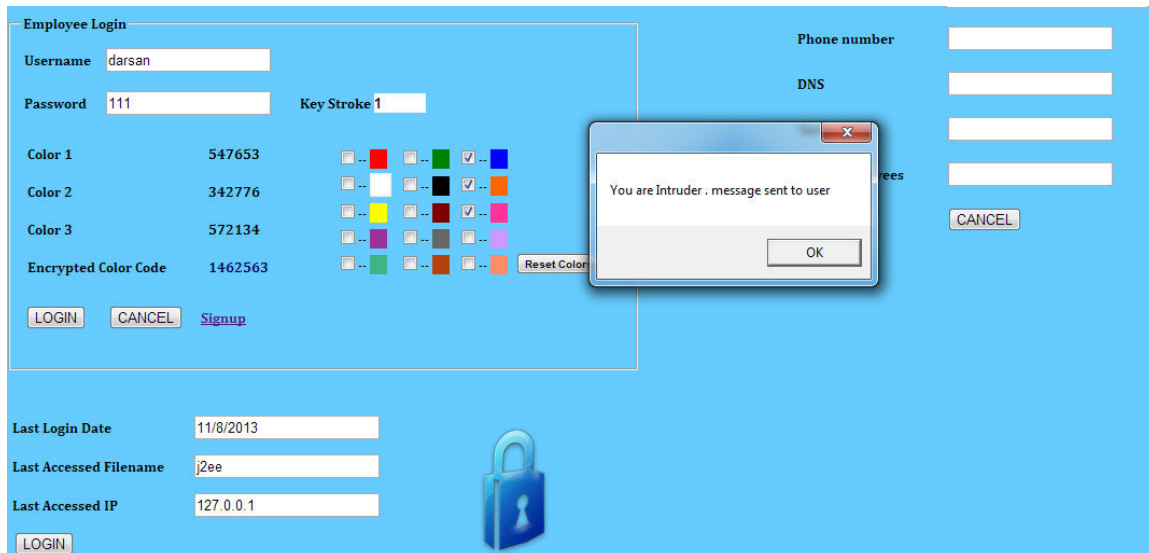 Employee Login
Username darsan
Password 111 Key Stroke 1
Color 1 547653
Color 2 342776
Color 3 572134
Encrypted Color Code 1462563
-- -- --
-- -- --
-- -- --
-- -- --
-- -- --
Reset Color
LOGIN CANCEL Signup
Phone number
DNS
rees
CANCEL
X
You are Intruder . message sent to user
OK
Last Login Date 11/8/2013
Last Accessed Filename j2ee
Last Accessed IP 127.0.0.1
LOGIN